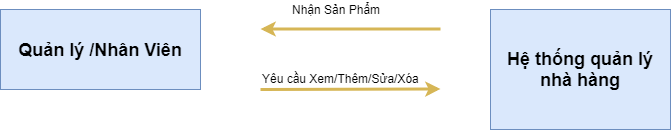 Nhận Sản Phẩm
Quản lý /Nhân Viên
Yêu cầu Xem/Thêm/Sửa/Xóa
Hệ thống quản lý
nhà hàng